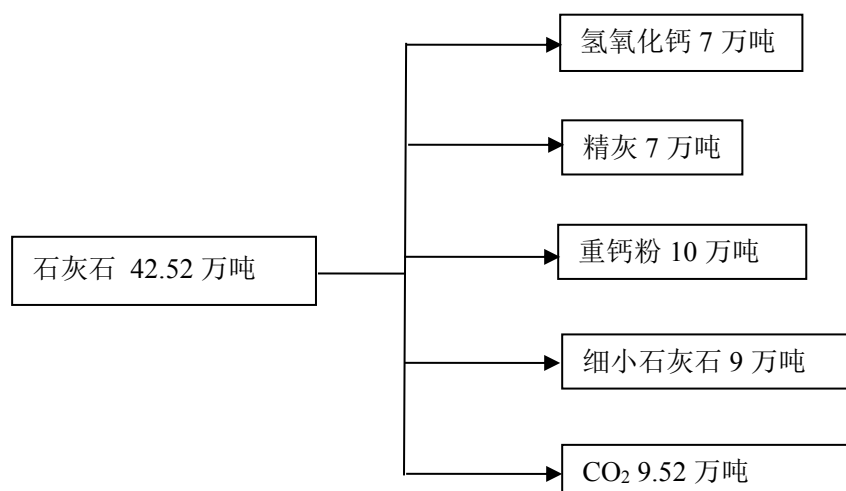 氢氧化钙 7 万吨
精灰 7 万吨
重钙粉 10 万吨
石灰石 42.52 万吨
细小石灰石 9 万吨
CO₂ 9.52 万吨